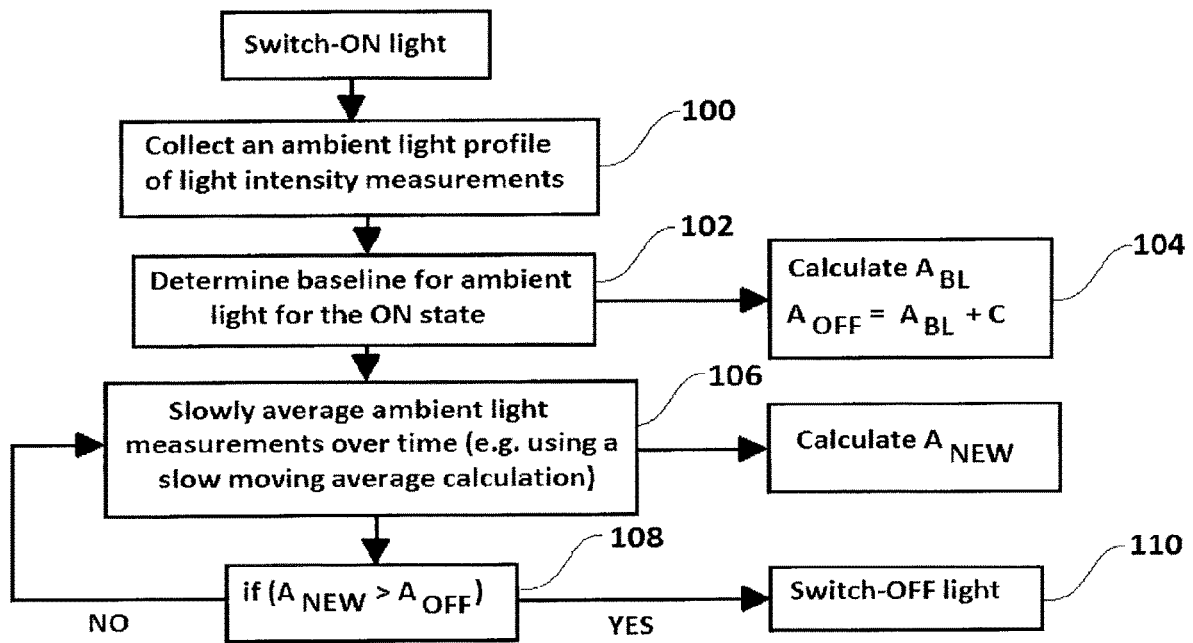 Switch-ON light
100
Collect an ambient light profile
of light intensity measurements
102
Determine baseline for ambient
light for the ON state
104
Calculate A BL
A OFF = A BL + C
106
Slowly average ambient light
measurements over time (e.g. using a
slow moving average calculation)
Calculate A NEW
108
if (A NEW > A OFF)
NO
YES
110
Switch-OFF light